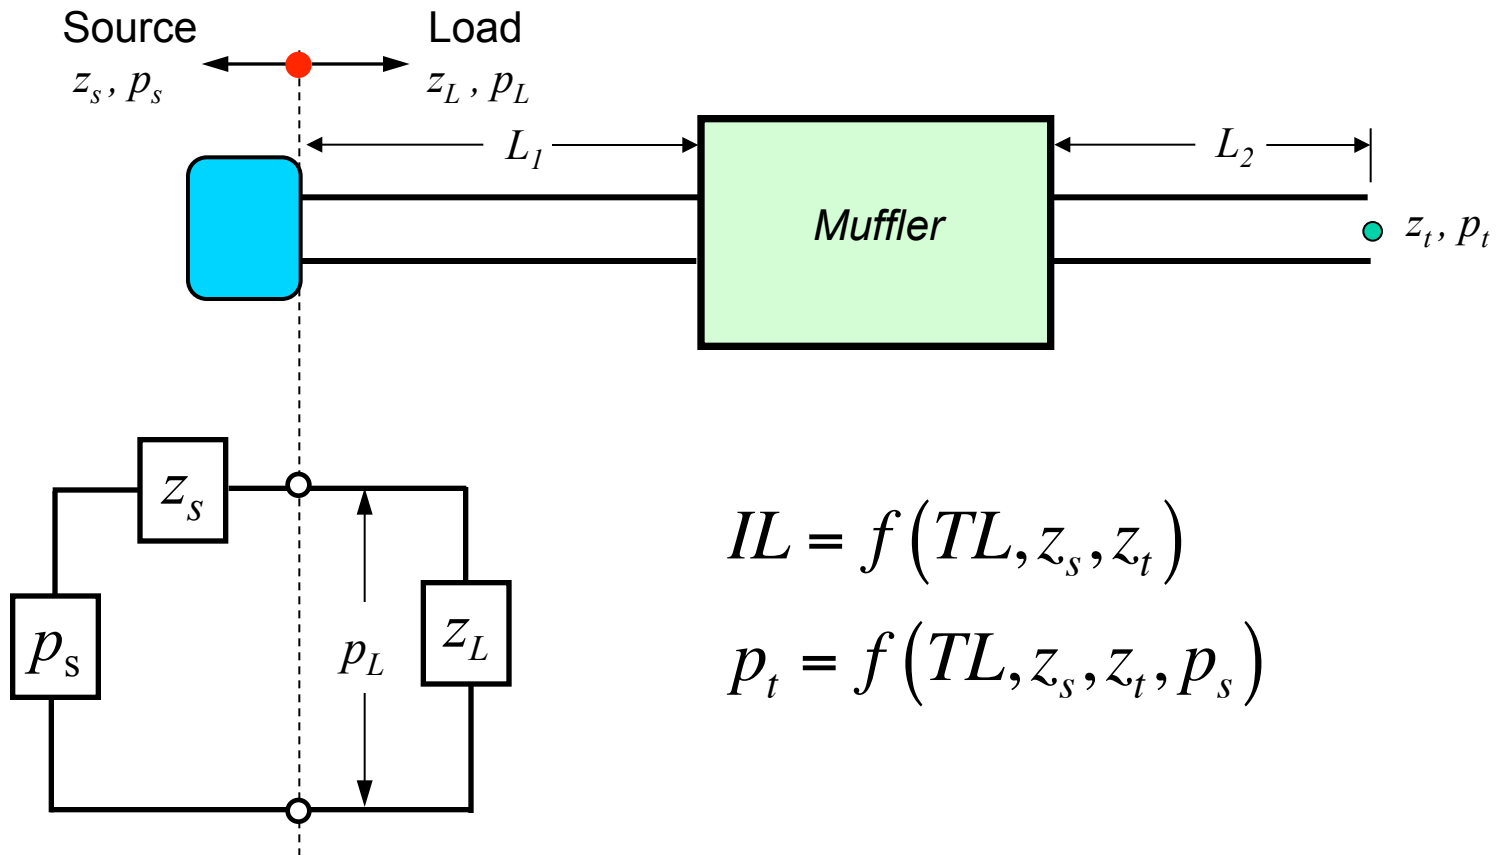 Source Load
z_s, p_s z_L, p_L
L_1 L_2
Muffler
z_t, p_t
z_s
IL = f(TL, z_s, z_t)
p_s p_L z_L
p_t = f(TL, z_s, z_t, p_s)